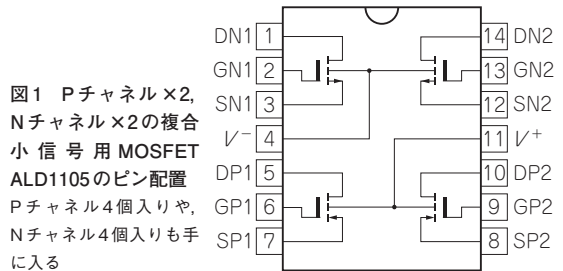 図1 Pチャネル×2,
Nチャネル×2の複合
小信号用MOSFET
ALD1105のピン配置
Pチャネル4個入りや,
Nチャネル4個入りも手
に入る
DN1 1
GN1 2
SN1 3
V− 4
DP1 5
GP1 6
SP1 7
14 DN2
13 GN2
12 SN2
11 V+
10 DP2
9 GP2
8 SP2